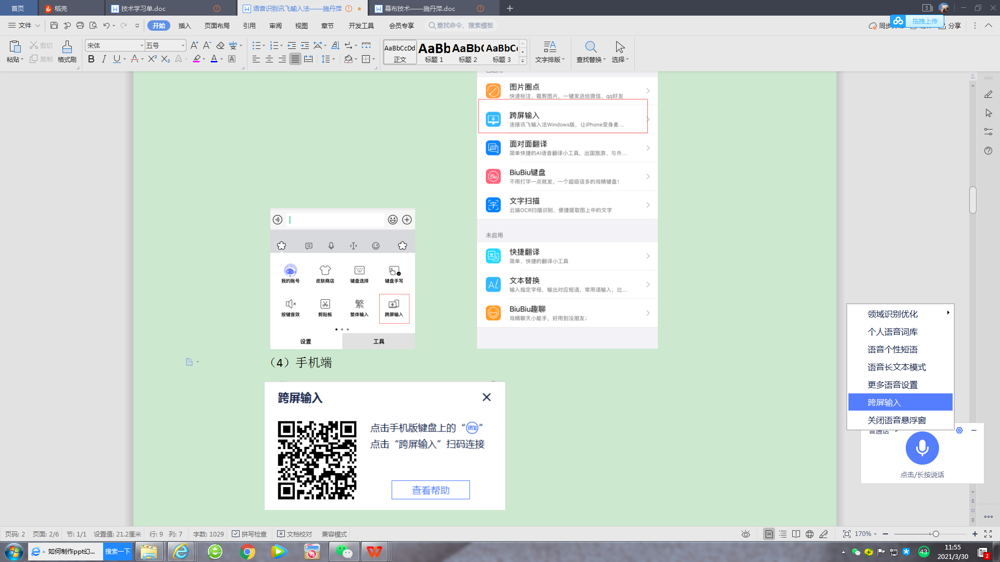 首页
稻壳
技术学习单.doc
语音识别讯飞输入法——施丹萍
幕布技术——施丹萍.doc
3
文件
开始
插入
页面布局
引用
审阅
视图
章节
开发工具
会员专享
查找命令、搜索模板
拖拽上传
分享
粘贴
剪切
复制
格式刷
宋体
五号
B I U A X² X₂ A A A
AaBbCcDd
正文
AaBb
标题 1
AaBb(
标题 2
AaBbC
标题 3
文字排版
查找替换
选择
图片圈点
快速标注、裁剪图片，一键发送给微信、qq好友
跨屏输入
连接讯飞输入法Windows版，让iPhone变身麦...
面对面翻译
简单快捷的AI语音翻译小工具，出国旅游、与外...
BiuBiu键盘
不用打字一点就发，一个超级话多的戏精键盘！
文字扫描
云端OCR扫描识别，便捷提取图上中的文字
未启用
快捷翻译
简单、快捷的翻译小工具
文本替换
输入指定字母，输出对应短语，常用语输入，比...
BiuBiu趣聊
戏精聊天小能手，好用到没朋友；
我的账号
皮肤商店
键盘选择
键盘手写
按键音效
剪贴板
繁
繁体输入
跨屏输入
设置
工具
（4）手机端
跨屏输入
点击手机版键盘上的“讯飞”
点击“跨屏输入”扫码连接
查看帮助
领域识别优化
个人语音词库
语音个性短语
语音长文本模式
更多语音设置
跨屏输入
关闭语音悬浮窗
普通话
点击/长按说话
页码: 2
页面: 2/6
节: 1/1
设置值: 21.2厘米
行: 9
列: 7
字数: 1029
拼写检查
文档校对
兼容模式
170%
如何制作ppt幻...
搜索一下
43
11:55
2021/3/30
2